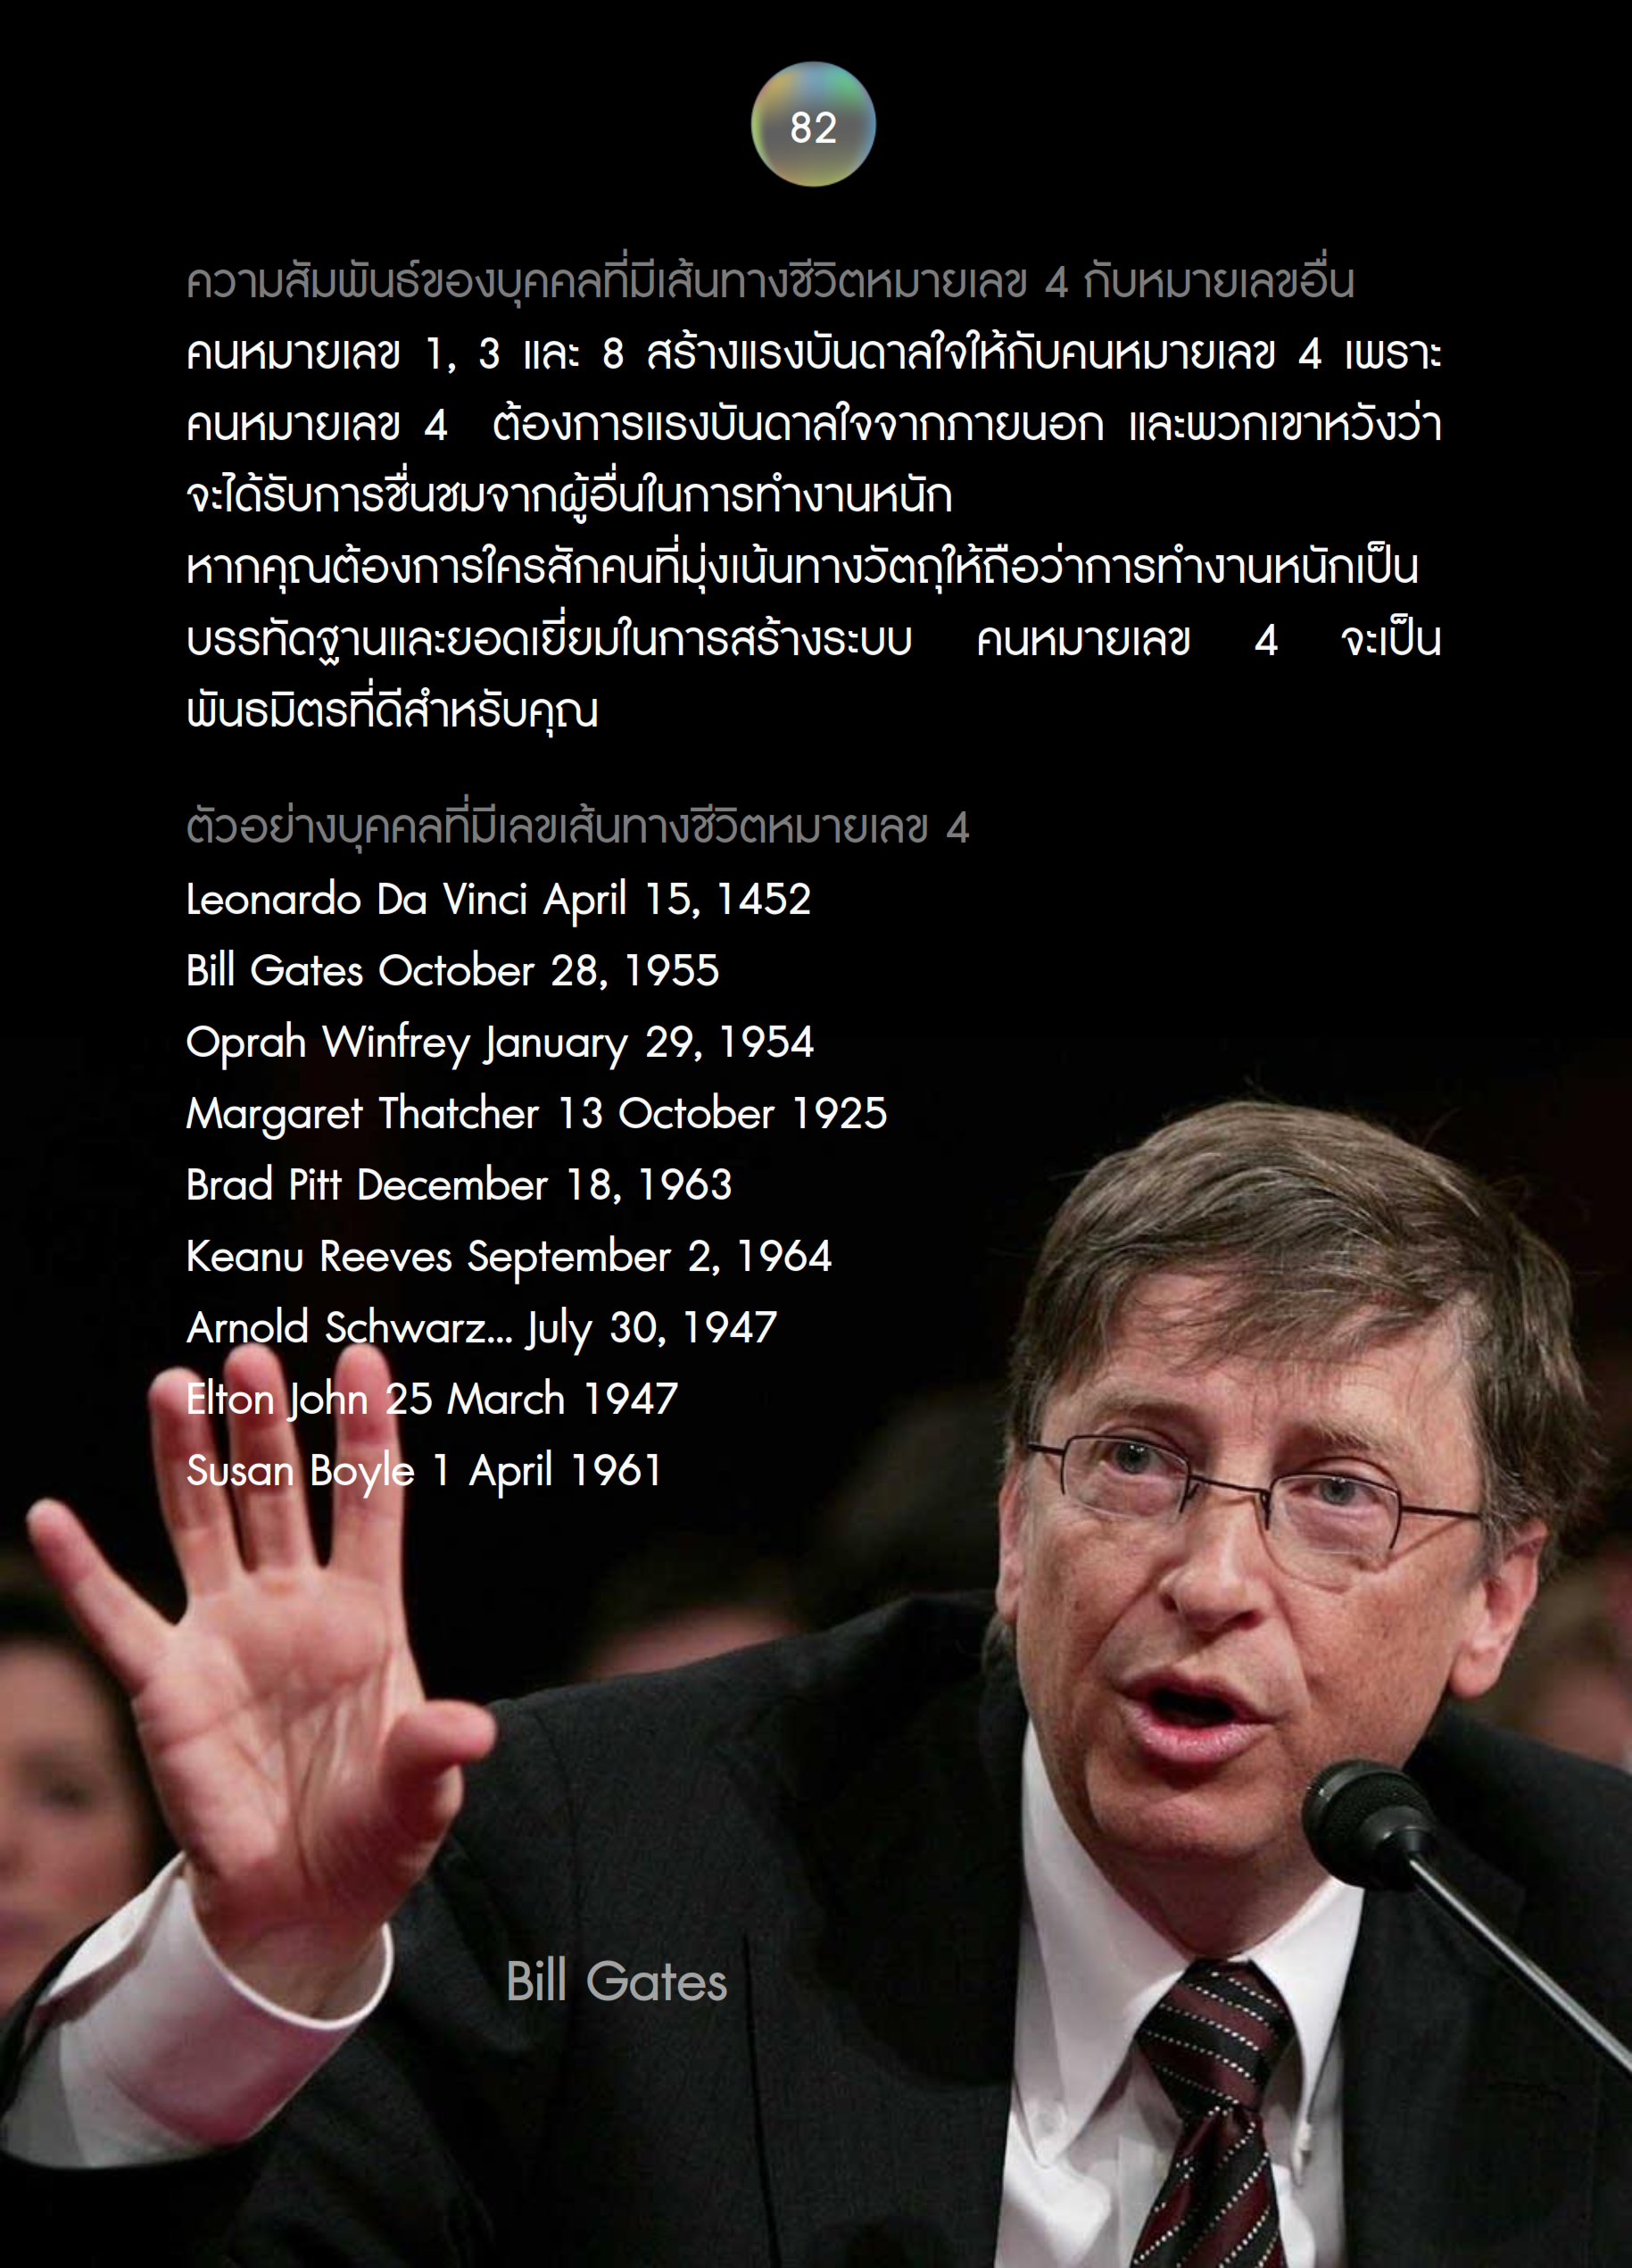 82
ความสัมพันธ์ของบุคคลที่มีเส้นทางชีวิตหมายเลข 4 กับหมายเลขอื่น
คนหมายเลข 1, 3 และ 8 สร้างแรงบันดาลใจให้กับคนหมายเลข 4 เพราะ
คนหมายเลข 4 ต้องการแรงบันดาลใจจากภายนอก และพวกเขาหวังว่า
จะได้รับการชื่นชมจากผู้อื่นในการทำงานหนัก
หากคุณต้องการใครสักคนที่มุ่งเน้นทางวัตถุให้ถือว่าการทำงานหนักเป็น
บรรทัดฐานและยอดเยี่ยมในการสร้างระบบ คนหมายเลข 4 จะเป็น
พันธมิตรที่ดีสำหรับคุณ
ตัวอย่างบุคคลที่มีเลขเส้นทางชีวิตหมายเลข 4
Leonardo Da Vinci April 15, 1452
Bill Gates October 28, 1955
Oprah Winfrey January 29, 1954
Margaret Thatcher 13 October 1925
Brad Pitt December 18, 1963
Keanu Reeves September 2, 1964
Arnold Schwarz... July 30, 1947
Elton John 25 March 1947
Susan Boyle 1 April 1961
Bill Gates